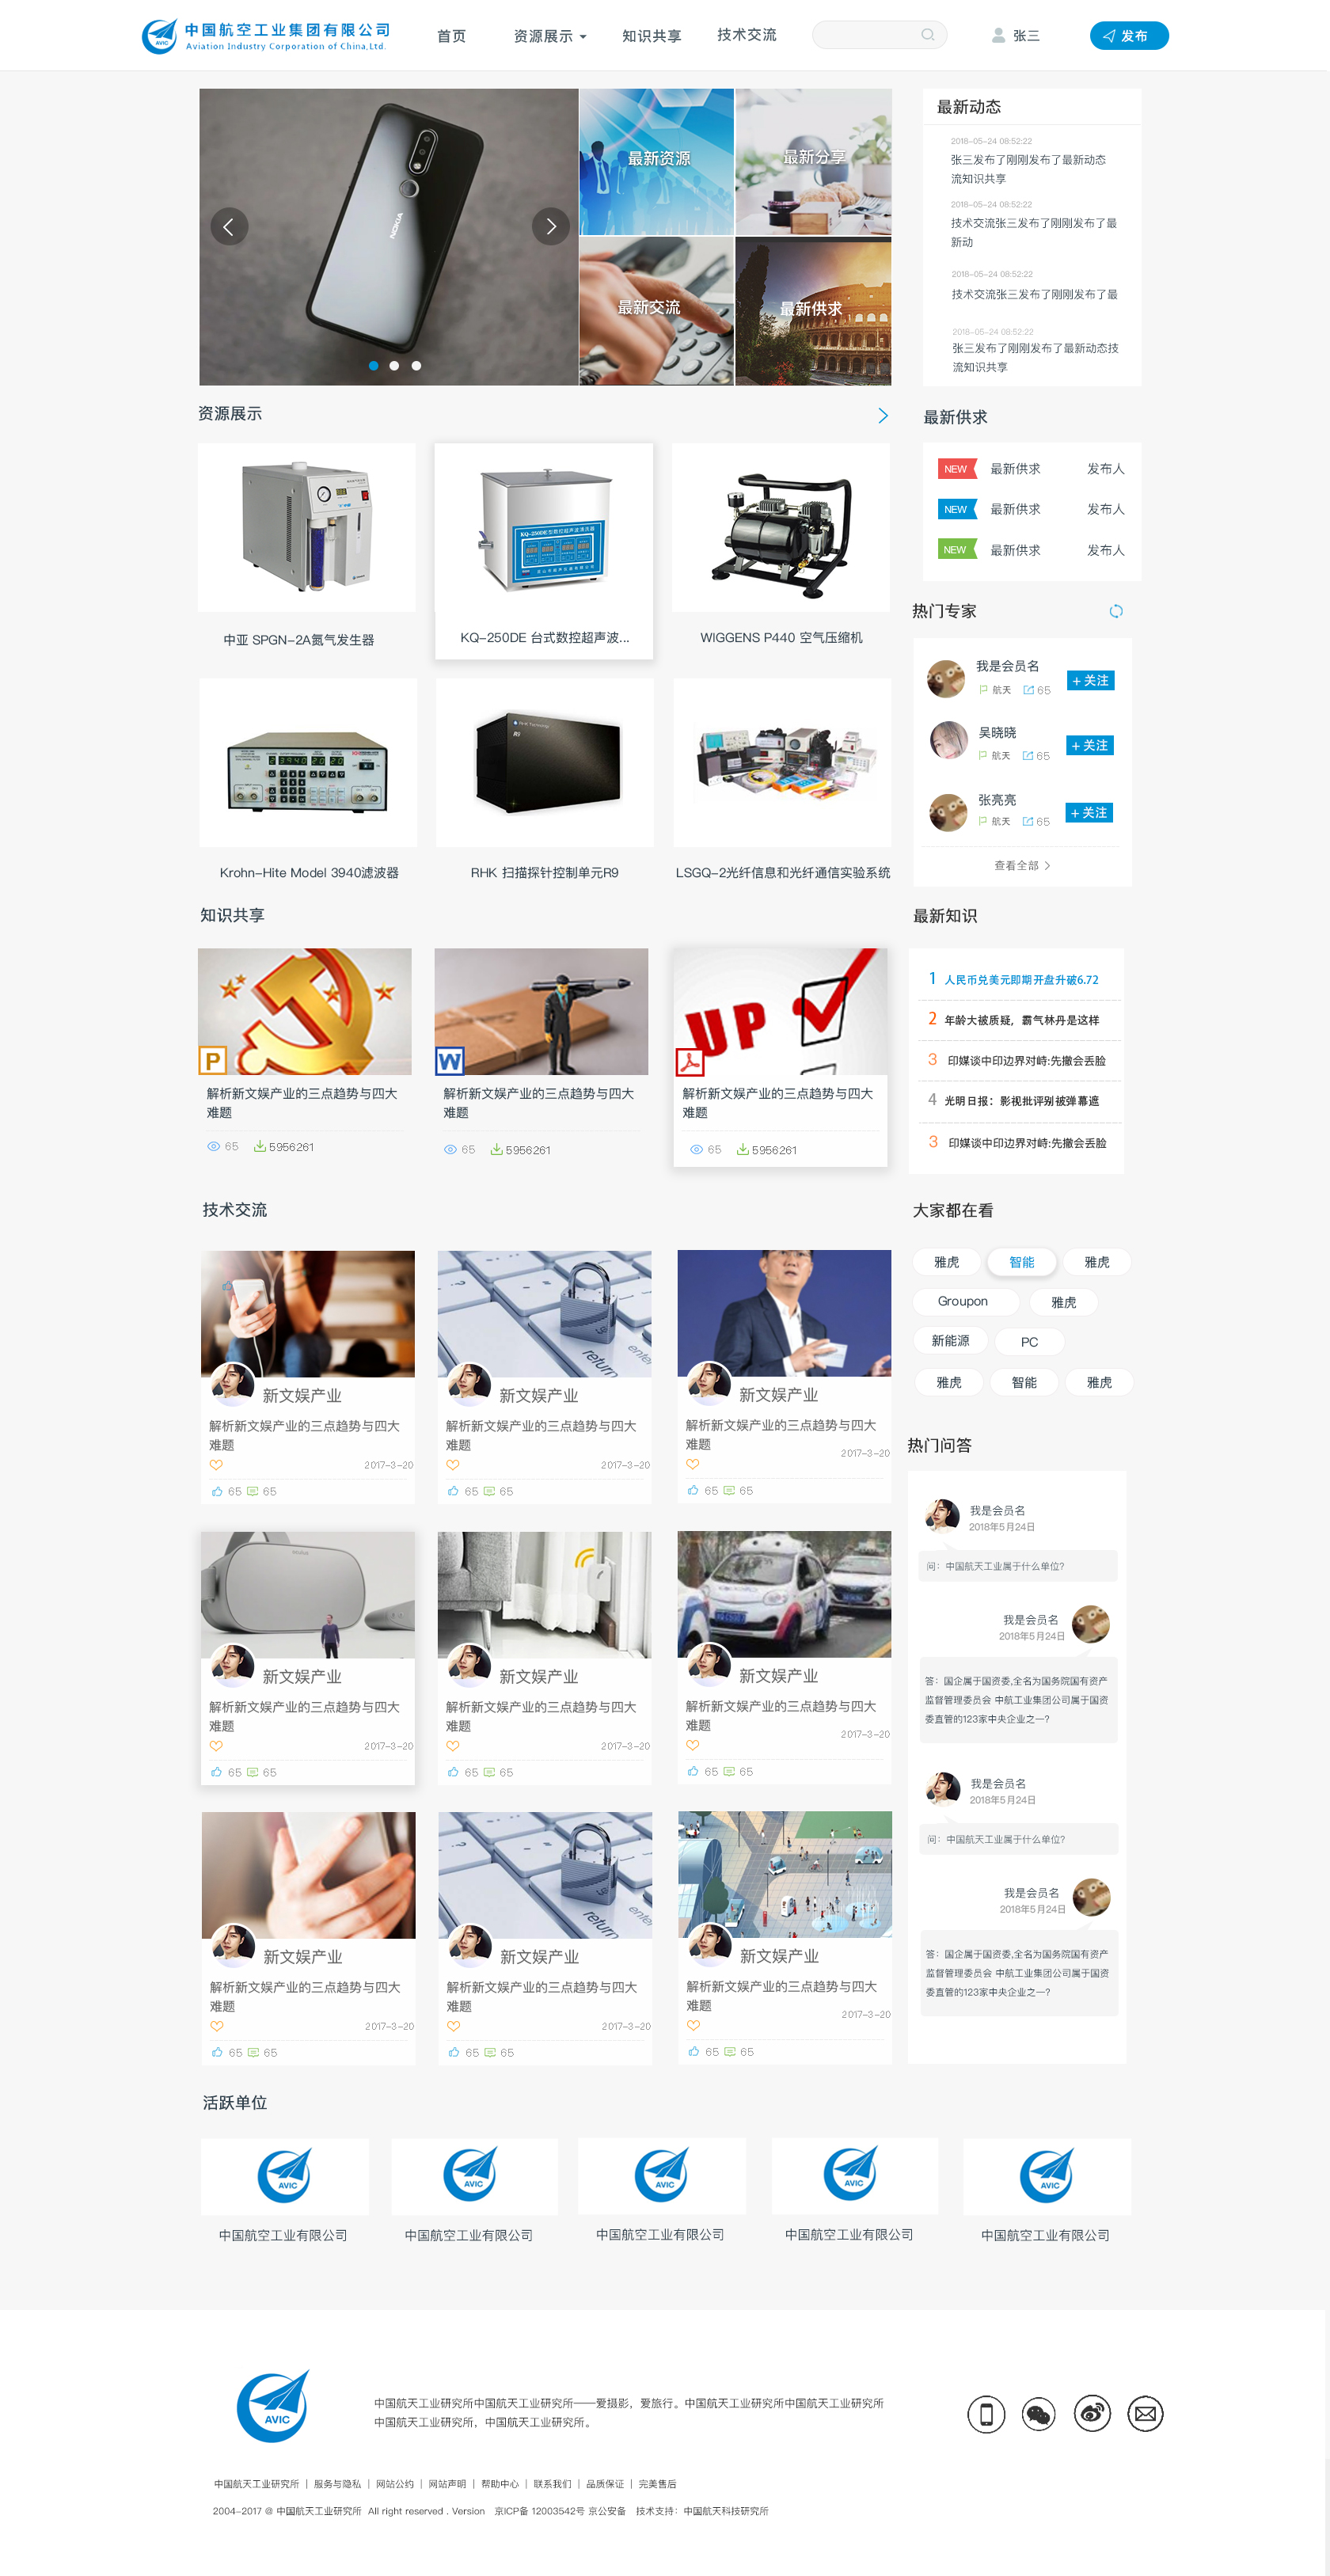 中国航空工业集团有限公司
Aviation Industry Corporation of China,Ltd.
AVIC
首页
资源展示
知识共享
技术交流
张三
发布
NOKIA
最新资源
最新分享
最新交流
最新供求
最新动态
2018-05-24 08:52:22
张三发布了刚刚发布了最新动态
流知识共享
2018-05-24 08:52:22
技术交流张三发布了刚刚发布了最
新动
2018-05-24 08:52:22
技术交流张三发布了刚刚发布了最
2018-05-24 08:52:22
张三发布了刚刚发布了最新动态技
流知识共享
资源展示
中亚 SPGN-2A氮气发生器
KQ-250DE 台式数控超声波...
WIGGENS P440 空气压缩机
Krohn-Hite Model 3940滤波器
RHK 扫描探针控制单元R9
LSGQ-2光纤信息和光纤通信实验系统
最新供求
NEW 最新供求 发布人
NEW 最新供求 发布人
NEW 最新供求 发布人
热门专家
我是会员名
航天 65
+ 关注
吴晓晓
航天 65
+ 关注
张亮亮
航天 65
+ 关注
查看全部
知识共享
P
W
UP
解析新文娱产业的三点趋势与四大
难题
65 5956261
解析新文娱产业的三点趋势与四大
难题
65 5956261
解析新文娱产业的三点趋势与四大
难题
65 5956261
最新知识
1 人民币兑美元即期开盘升破6.72
2 年龄大被质疑，霸气林丹是这样
3 印媒谈中印边界对峙:先撤会丢脸
4 光明日报：影视批评别被弹幕遮
3 印媒谈中印边界对峙:先撤会丢脸
技术交流
新文娱产业
解析新文娱产业的三点趋势与四大
难题
2017-3-20
65 65
return
新文娱产业
解析新文娱产业的三点趋势与四大
难题
2017-3-20
65 65
新文娱产业
解析新文娱产业的三点趋势与四大
难题
2017-3-20
65 65
新文娱产业
解析新文娱产业的三点趋势与四大
难题
2017-3-20
65 65
新文娱产业
解析新文娱产业的三点趋势与四大
难题
2017-3-20
65 65
新文娱产业
解析新文娱产业的三点趋势与四大
难题
2017-3-20
65 65
新文娱产业
解析新文娱产业的三点趋势与四大
难题
2017-3-20
65 65
return
新文娱产业
解析新文娱产业的三点趋势与四大
难题
2017-3-20
65 65
新文娱产业
解析新文娱产业的三点趋势与四大
难题
2017-3-20
65 65
大家都在看
雅虎 智能 雅虎
Groupon 雅虎
新能源 PC
雅虎 智能 雅虎
热门问答
我是会员名
2018年5月24日
问：中国航天工业属于什么单位?
我是会员名
2018年5月24日
答：国企属于国资委,全名为国务院国有资产
监督管理委员会 中航工业集团公司属于国资
委直管的123家中央企业之一?
我是会员名
2018年5月24日
问：中国航天工业属于什么单位?
我是会员名
2018年5月24日
答：国企属于国资委,全名为国务院国有资产
监督管理委员会 中航工业集团公司属于国资
委直管的123家中央企业之一?
活跃单位
AVIC
中国航空工业有限公司
AVIC
中国航空工业有限公司
AVIC
中国航空工业有限公司
AVIC
中国航空工业有限公司
AVIC
中国航空工业有限公司
AVIC
中国航天工业研究所中国航天工业研究所——爱摄影，爱旅行。中国航天工业研究所中国航天工业研究所
中国航天工业研究所，中国航天工业研究所。
中国航天工业研究所 | 服务与隐私 | 网站公约 | 网站声明 | 帮助中心 | 联系我们 | 品质保证 | 完美售后
2004-2017 @ 中国航天工业研究所 All right reserved . Version 京ICP备 12003542号 京公安备 技术支持：中国航天科技研究所